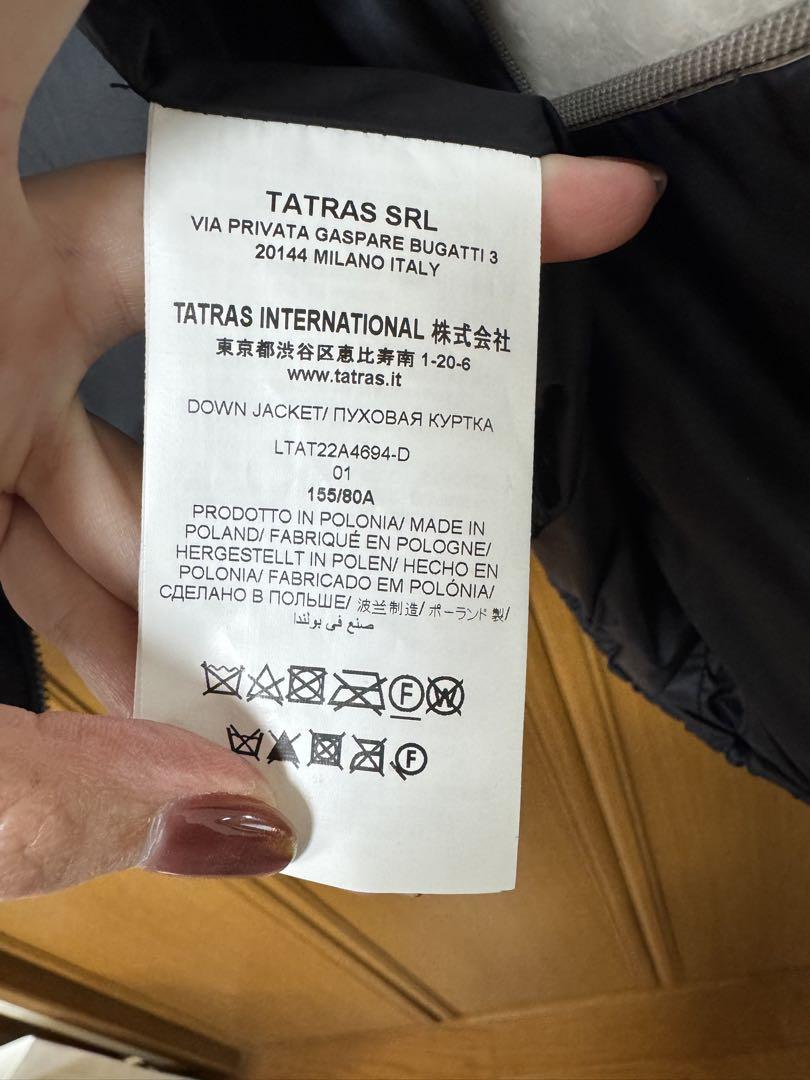 TATRAS SRL
VIA PRIVATA GASPARE BUGATTI 3
20144 MILANO ITALY
TATRAS INTERNATIONAL 株式会社
東京都渋谷区恵比寿南 1-20-6
www.tatras.it
DOWN JACKET/ ПУХОВАЯ КУРТКА
LTAT22A4694-D
01
155/80A
PRODOTTO IN POLONIA/ MADE IN
POLAND/ FABRIQUÉ EN POLOGNE/
HERGESTELLT IN POLEN/ HECHO EN
POLONIA/ FABRICADO EM POLÓNIA/
СДЕЛАНО В ПОЛЬШЕ/ 波兰制造/ ポーランド 製/
صنع في بولندا
F W
F